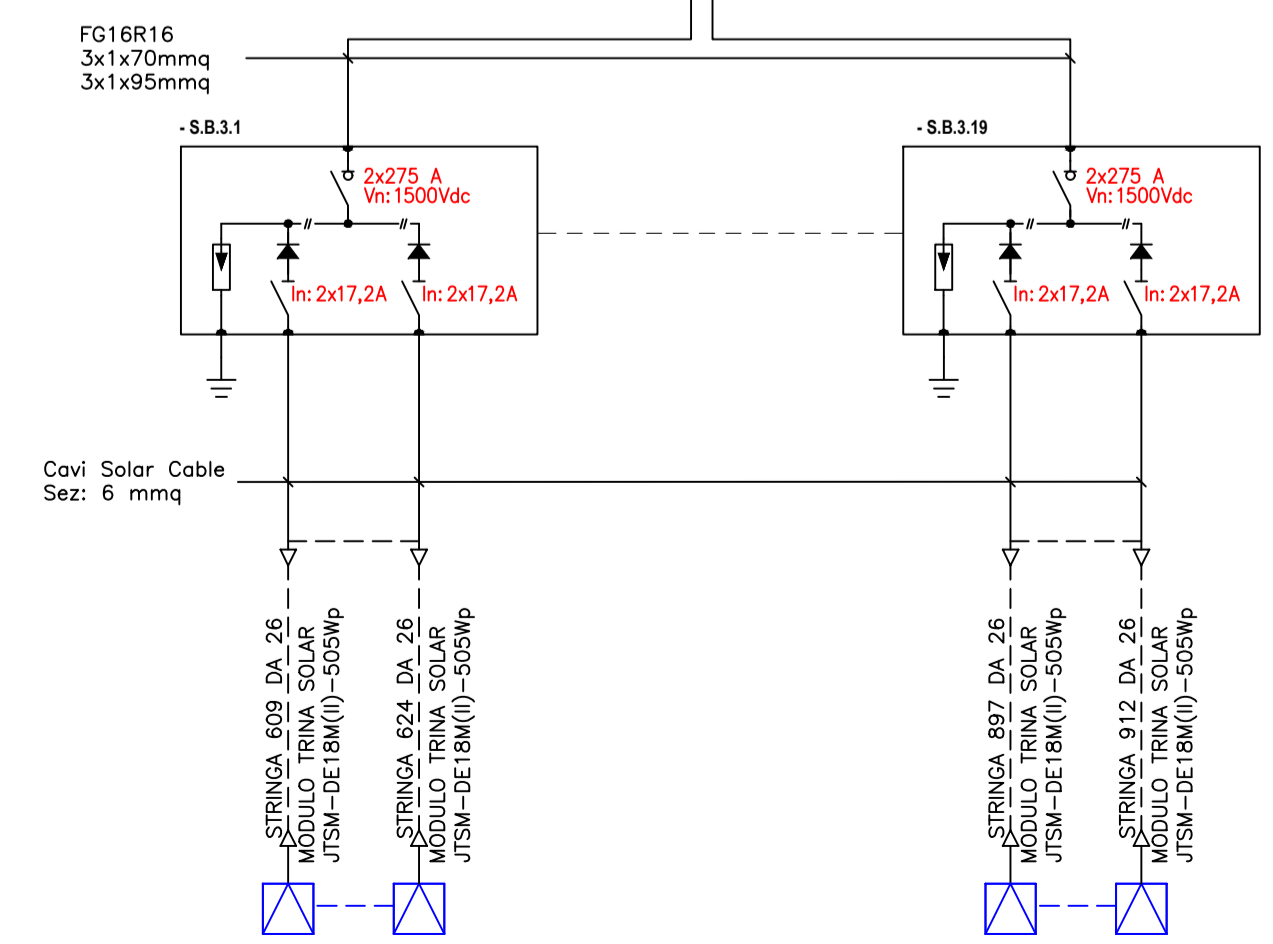 FG16R16
3x1x70mmq
3x1x95mmq
- S.B.3.1
2x275 A
Vn:1500Vdc
In: 2x17,2A
In: 2x17,2A
- S.B.3.19
2x275 A
Vn:1500Vdc
In: 2x17,2A
In: 2x17,2A
Cavi Solar Cable
Sez: 6 mmq
STRINGA 609 DA 26
MODULO TRINA SOLAR
JTSM-DE18M(II)-505Wp
STRINGA 624 DA 26
MODULO TRINA SOLAR
JTSM-DE18M(II)-505Wp
STRINGA 897 DA 26
MODULO TRINA SOLAR
JTSM-DE18M(II)-505Wp
STRINGA 912 DA 26
MODULO TRINA SOLAR
JTSM-DE18M(II)-505Wp